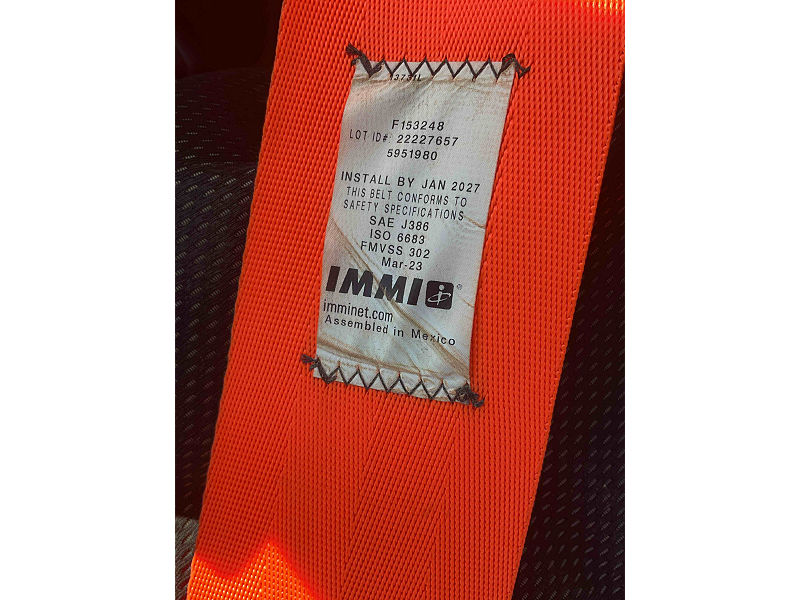 F153248
LOT ID#: 22227657
5951980
INSTALL BY JAN 2027
THIS BELT CONFORMS TO
SAFETY SPECIFICATIONS
SAE J386
ISO 6683
FMVSS 302
Mar-23
IMMI®
imminet.com
Assembled in Mexico